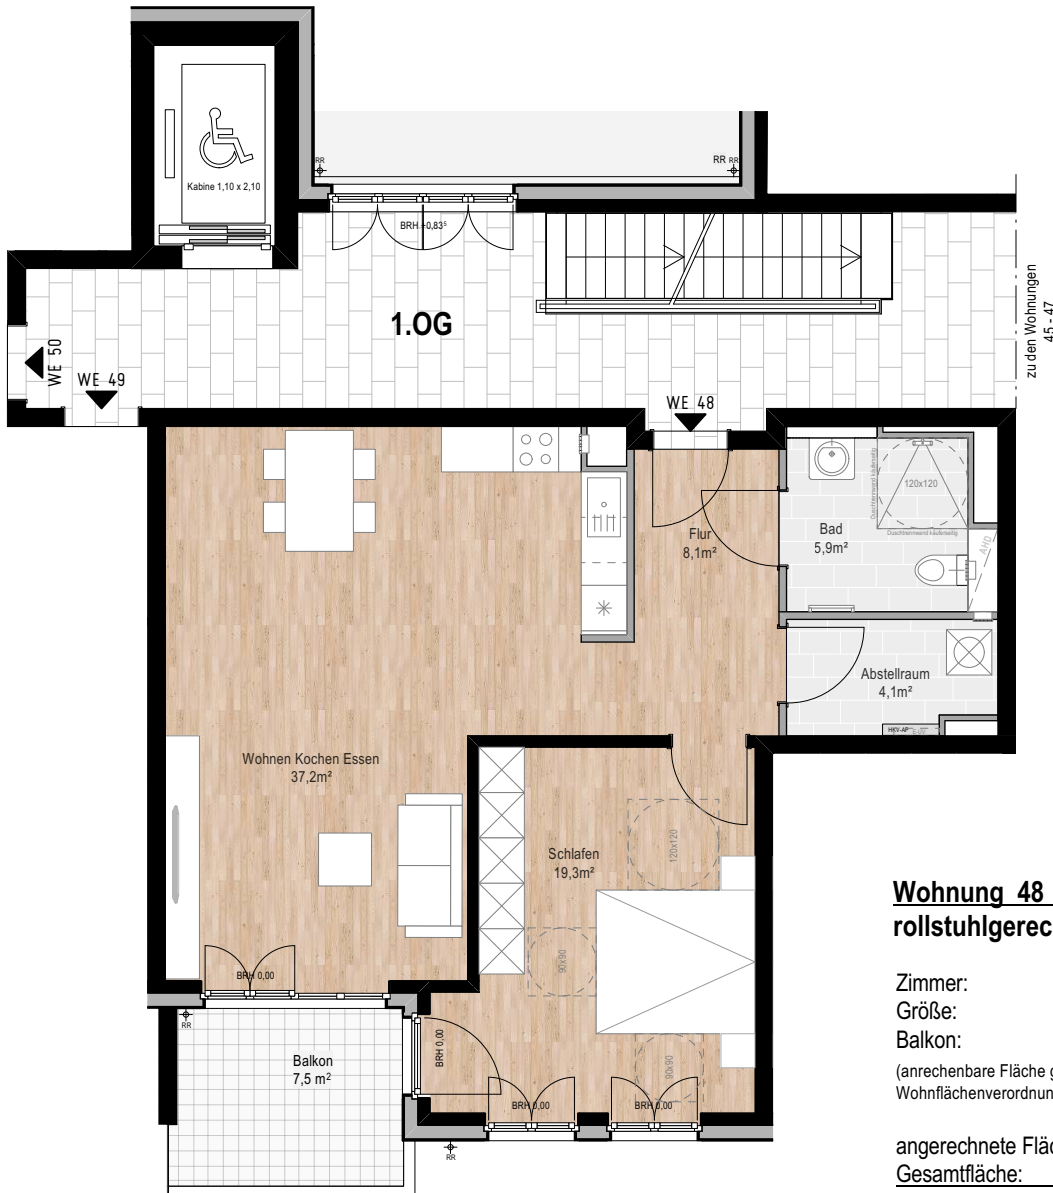 Kabine 1,10 x 2,10
RR
RR RR
BRH +0,83⁵
1.OG
zu den Wohnungen
45 - 47
WE 50
WE 49
WE 48
Duschtrennwand käuferseitig
120x120
Duschtrennwand käuferseitig
Bad
5,9m²
AHD
Flur
8,1m²
Abstellraum
4,1m²
HKV-AP
Wohnen Kochen Essen
37,2m²
Schlafen
19,3m²
120x120
90x90
90x90
BRH 0,00
RR
BRH 0,00
Balkon
7,5 m²
BRH 0,00
BRH 0,00
RR
Wohnung 48
rollstuhlgerec
Zimmer:
Größe:
Balkon:
(anrechenbare Fläche g
Wohnflächenverordnun
angerechnete Fläc
Gesamtfläche: